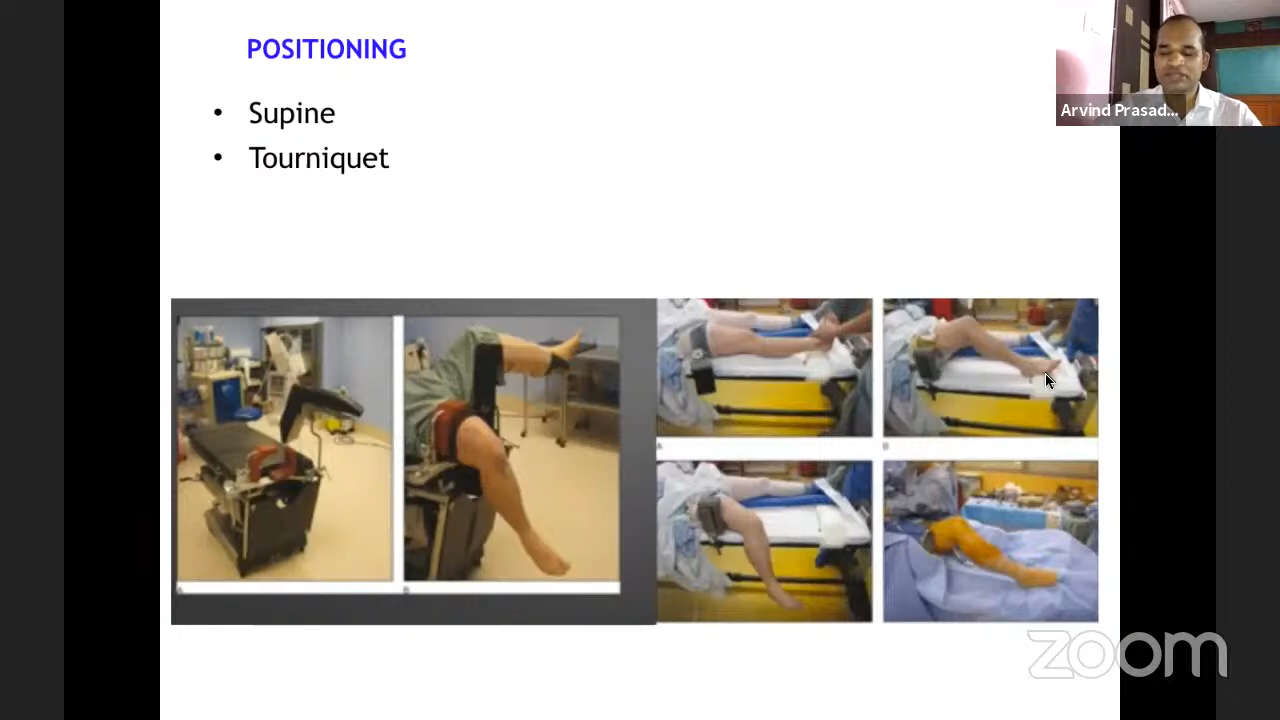 POSITIONING
• Supine
• Tourniquet
Arvind Prasad...
A
B
zoom